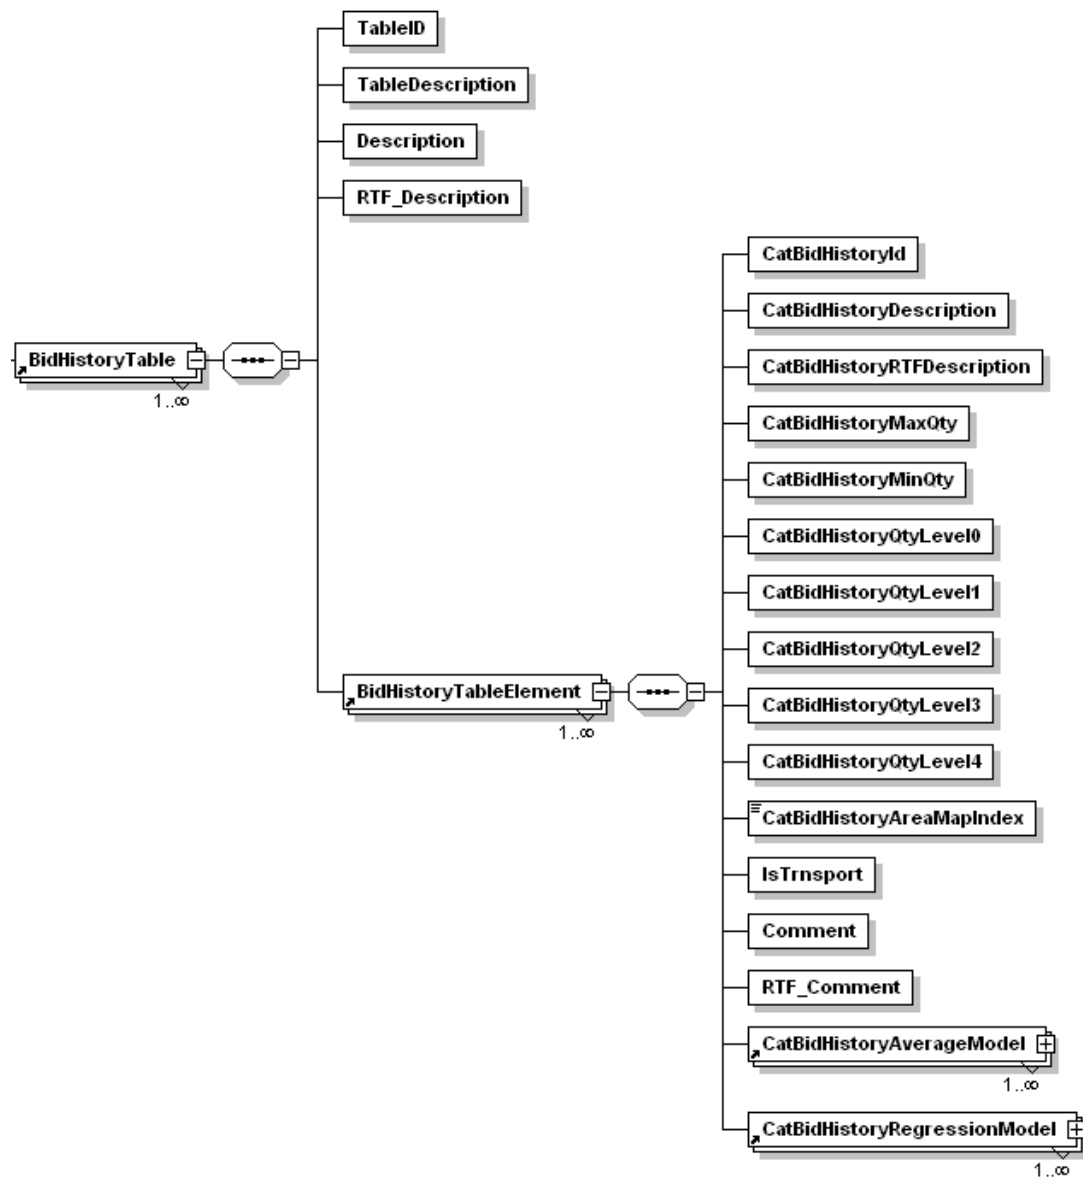 TableID
TableDescription
Description
RTF_Description
CatBidHistoryId
CatBidHistoryDescription
BidHistoryTable
1..∞
CatBidHistoryRTFDescription
CatBidHistoryMaxQty
CatBidHistoryMinQty
CatBidHistoryQtyLevel0
CatBidHistoryQtyLevel1
CatBidHistoryQtyLevel2
BidHistoryTableElement
1..∞
CatBidHistoryQtyLevel3
CatBidHistoryQtyLevel4
CatBidHistoryAreaMapIndex
IsTrnsport
Comment
RTF_Comment
CatBidHistoryAverageModel
1..∞
CatBidHistoryRegressionModel
1..∞